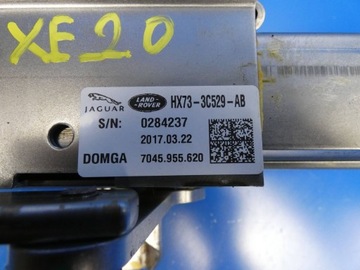 XE20
JAGUAR
LAND-ROVER
HX73-3C529-AB
S/N: 0284237
2017.03.22
DOMGA 7045.955.620